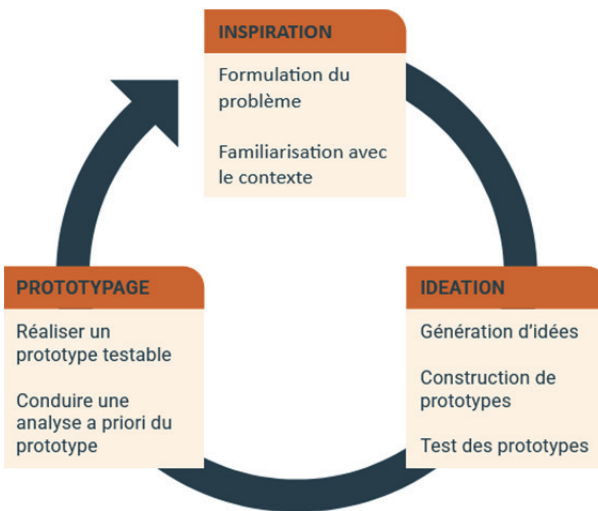 INSPIRATION
Formulation du
problème
Familiarisation avec
le contexte
IDEATION
Génération d'idées
Construction de
prototypes
Test des prototypes
PROTOTYPAGE
Réaliser un
prototype testable
Conduire une
analyse a priori du
prototype